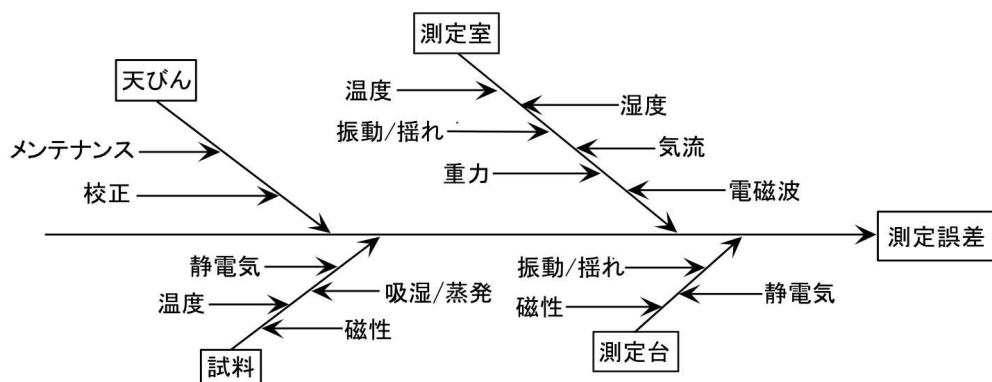 測定室
天びん
温度
湿度
振動/揺れ
メンテナンス
気流
重力
校正
電磁波
測定誤差
静電気
振動/揺れ
温度
吸湿/蒸発
静電気
磁性
磁性
試料
測定台